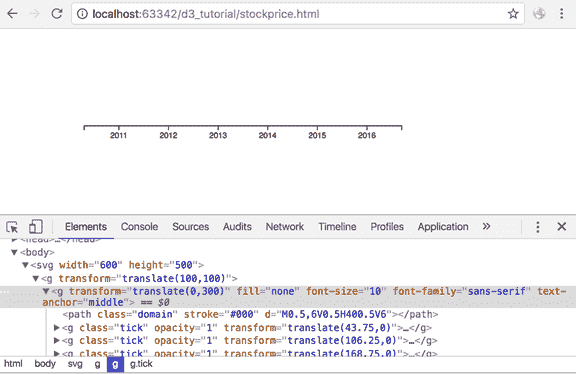 localhost:63342/d3_tutorial/stockprice.html
2011 2012 2013 2014 2015 2016
Elements Console Sources Audits Network Timeline Profiles Application »
▶<head>…</head>
▼<body>
▼<svg width="600" height="500">
▼<g transform="translate(100,100)">
▼<g transform="translate(0,300)" fill="none" font-size="10" font-family="sans-serif" text-
anchor="middle"> == $0
<path class="domain" stroke="#000" d="M0.5,6V0.5H400.5V6"></path>
▶<g class="tick" opacity="1" transform="translate(43.75,0)">…</g>
▶<g class="tick" opacity="1" transform="translate(106.25,0)">…</g>
▶<g class="tick" opacity="1" transform="translate(168.75,0)">…</g>
html body svg g g g.tick